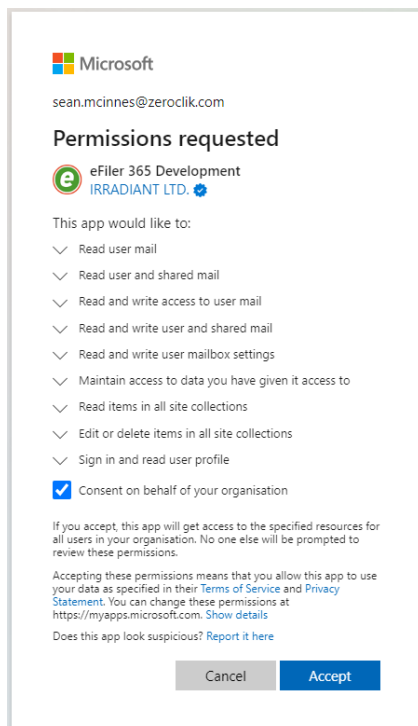 Microsoft
sean.mcinnes@zeroclik.com
Permissions requested
e
eFiler 365 Development
IRRADIANT LTD.
This app would like to:
Read user mail
Read user and shared mail
Read and write access to user mail
Read and write user and shared mail
Read and write user mailbox settings
Maintain access to data you have given it access to
Read items in all site collections
Edit or delete items in all site collections
Sign in and read user profile
Consent on behalf of your organisation
If you accept, this app will get access to the specified resources for
all users in your organisation. No one else will be prompted to
review these permissions.
Accepting these permissions means that you allow this app to use
your data as specified in their Terms of Service and Privacy
Statement. You can change these permissions at
https://myapps.microsoft.com. Show details
Does this app look suspicious? Report it here
Cancel Accept